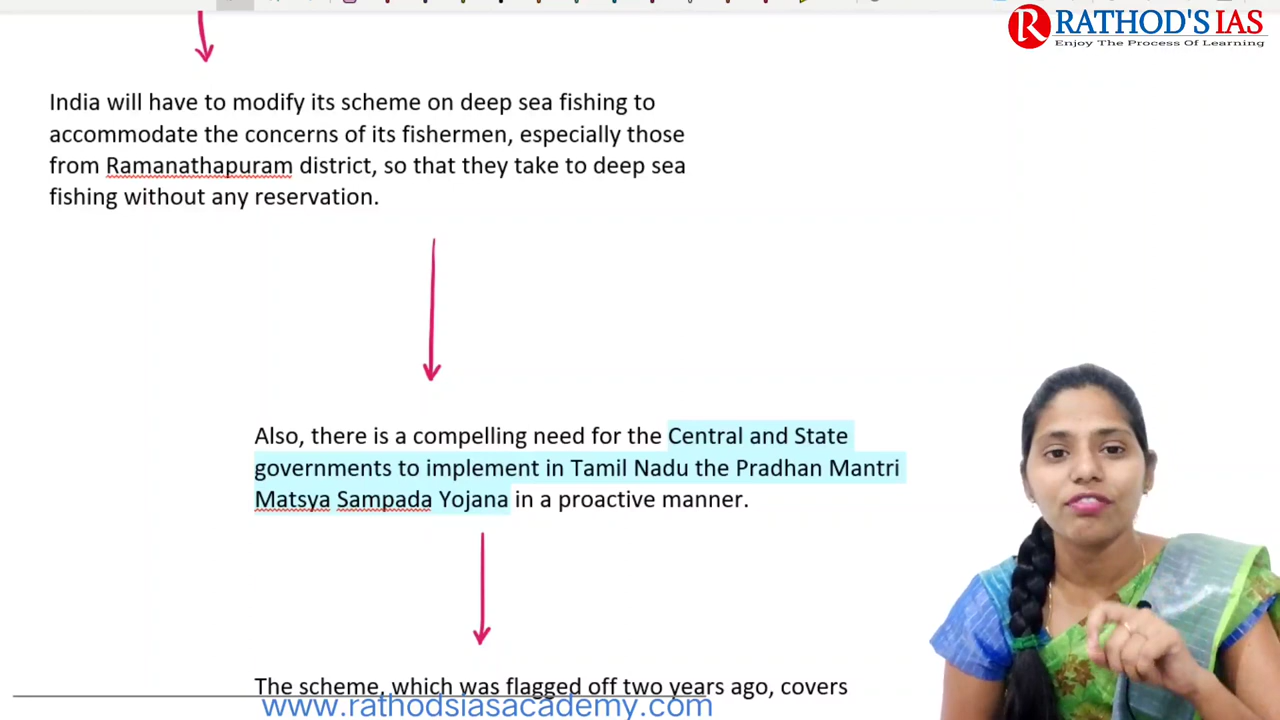 RATHOD'S IAS
Enjoy The Process Of Learning
India will have to modify its scheme on deep sea fishing to
accommodate the concerns of its fishermen, especially those
from Ramanathapuram district, so that they take to deep sea
fishing without any reservation.
Also, there is a compelling need for the Central and State
governments to implement in Tamil Nadu the Pradhan Mantri
Matsya Sampada Yojana in a proactive manner.
The scheme, which was flagged off two years ago, covers
www.rathodsiasacademy.com